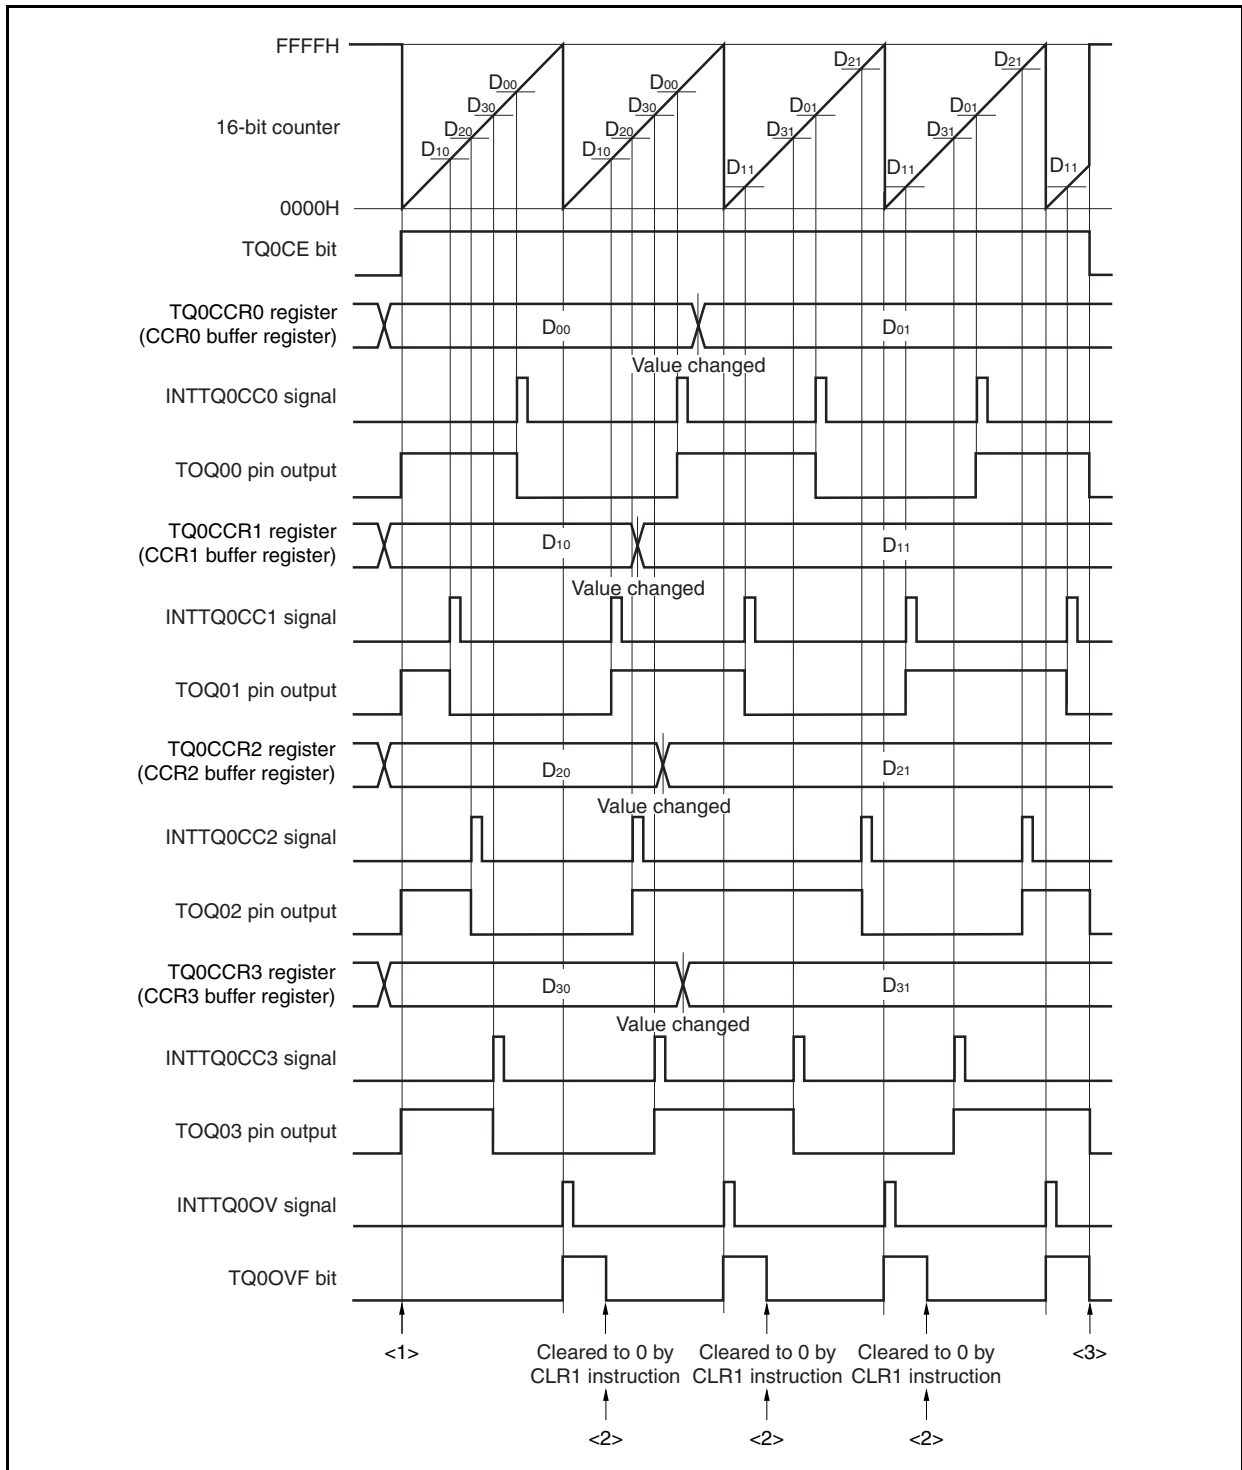 FFFFH
D21 D21
D00 D00
D30 D30 D01 D01
16-bit counter
D20 D20 D31 D31
D10 D10
D11 D11 D11
0000H
TQ0CE bit
TQ0CCR0 register
(CCR0 buffer register)
D00 D01
Value changed
INTTQ0CC0 signal
TOQ00 pin output
TQ0CCR1 register
(CCR1 buffer register)
D10 D11
Value changed
INTTQ0CC1 signal
TOQ01 pin output
TQ0CCR2 register
(CCR2 buffer register)
D20 D21
Value changed
INTTQ0CC2 signal
TOQ02 pin output
TQ0CCR3 register
(CCR3 buffer register)
D30 D31
Value changed
INTTQ0CC3 signal
TOQ03 pin output
INTTQ0OV signal
TQ0OVF bit
<1>
Cleared to 0 by
CLR1 instruction
<2>
Cleared to 0 by
CLR1 instruction
<2>
Cleared to 0 by
CLR1 instruction
<2>
<3>